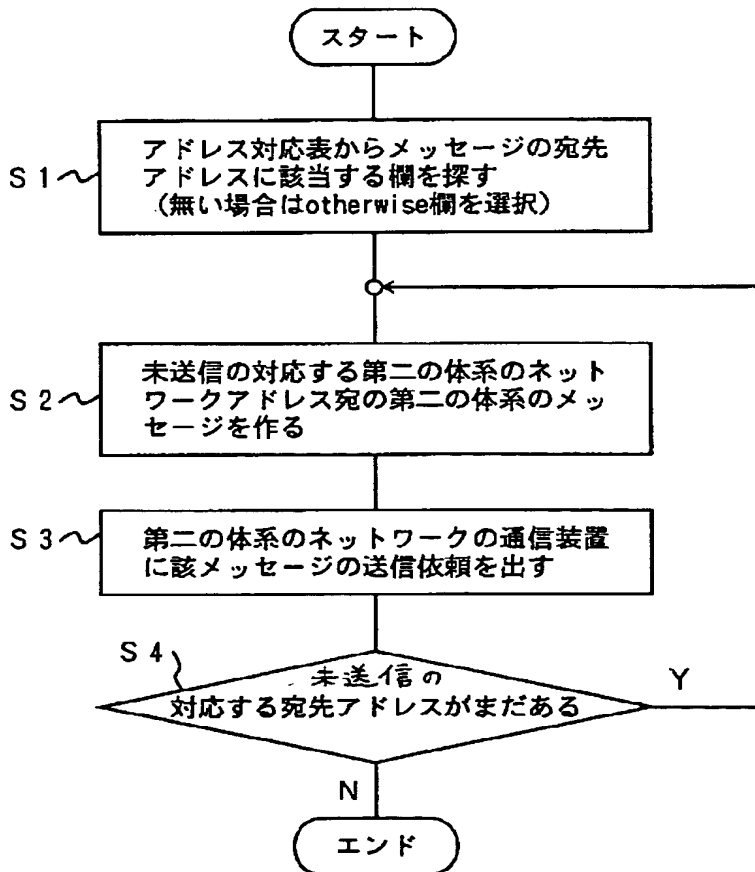 スタート
S1
アドレス対応表からメッセージの宛先
アドレスに該当する欄を探す
(無い場合はotherwise欄を選択)
S2
未送信の対応する第二の体系のネット
ワークアドレス宛の第二の体系のメッ
セージを作る
S3
第二の体系のネットワークの通信装置
に該メッセージの送信依頼を出す
S4
未送信の
対応する宛先アドレスがまだある
Y
N
エンド